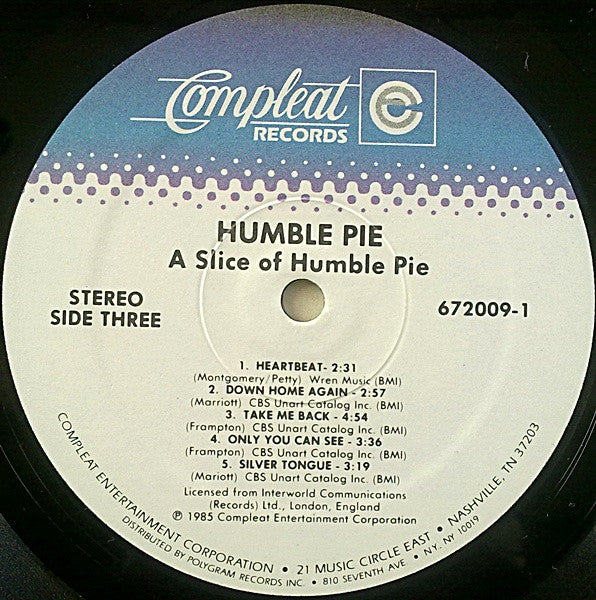 Compleat
RECORDS
HUMBLE PIE
A Slice of Humble Pie
STEREO
SIDE THREE
672009-1
1. HEARTBEAT- 2:31
(Montgomery/Petty) Wren Music (BMI)
2. DOWN HOME AGAIN - 2:57
(Marriott) CBS Unart Catalog Inc. (BMI)
3. TAKE ME BACK - 4:54
(Frampton) CBS Unart Catalog Inc. (BMI)
4. ONLY YOU CAN SEE - 3:36
(Frampton) CBS Unart Catalog Inc. (BMI)
5. SILVER TONGUE - 3:19
(Mariott) CBS Unart Catalog Inc. (BMI)
Licensed from Interworld Communications
(Records) Ltd., London, England
℗ 1985 Compleat Entertainment Corporation
COMPLEAT ENTERTAINMENT CORPORATION • 21 MUSIC CIRCLE EAST • NASHVILLE, TN 37203
DISTRIBUTED BY POLYGRAM RECORDS INC. • 810 SEVENTH AVE • N.Y. NY 10019